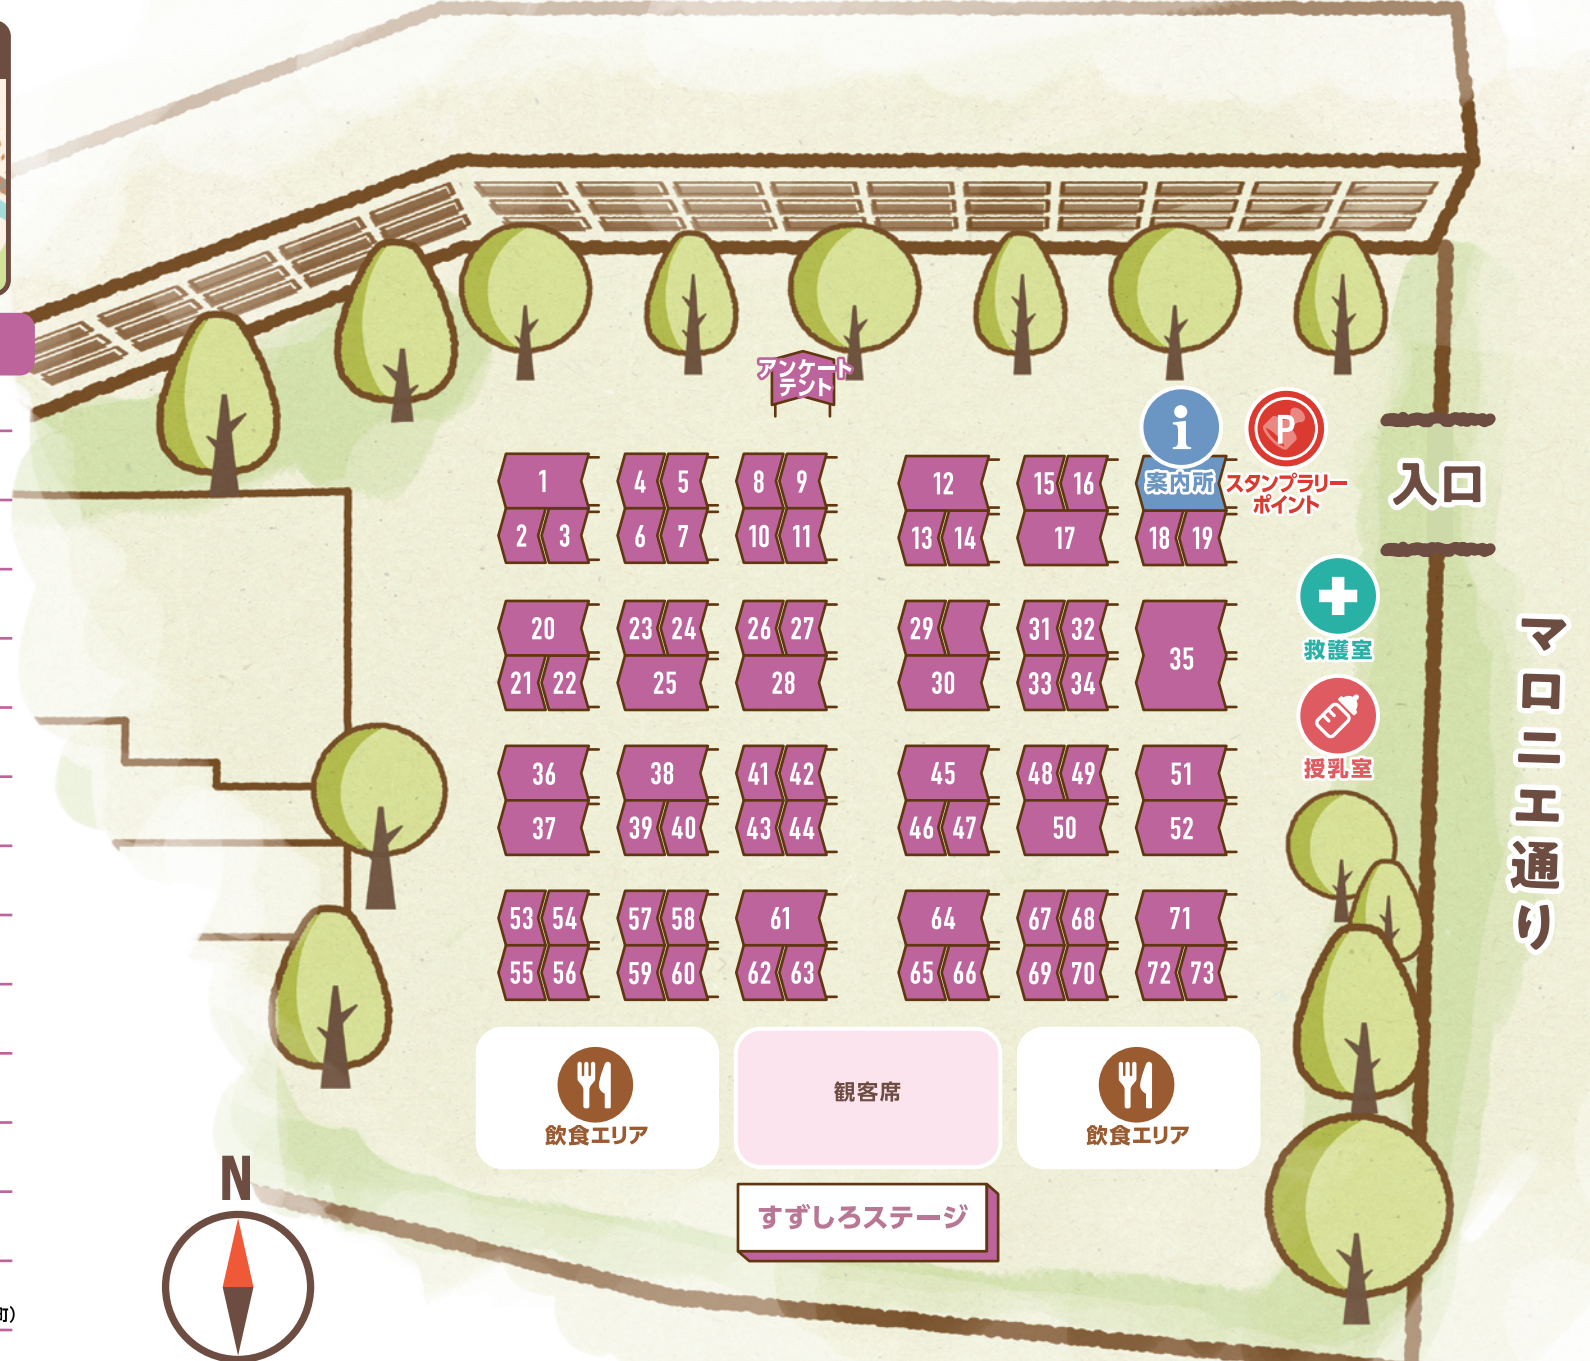 アンケート
テント
案内所
P
スタンプラリー
ポイント
入口
1 4 5 8 9 12 15 16
2 3 6 7 10 11 13 14 17 18 19
救護室
20 23 24 26 27 29 31 32 35
21 22 25 28 30 33 34
授乳室
マロニエ通り
36 38 41 42 45 48 49 51
37 39 40 43 44 46 47 50 52
53 54 57 58 61 64 67 68 71
55 56 59 60 62 63 65 66 69 70 72 73
飲食エリア
観客席
飲食エリア
すずしろステージ
N
町）